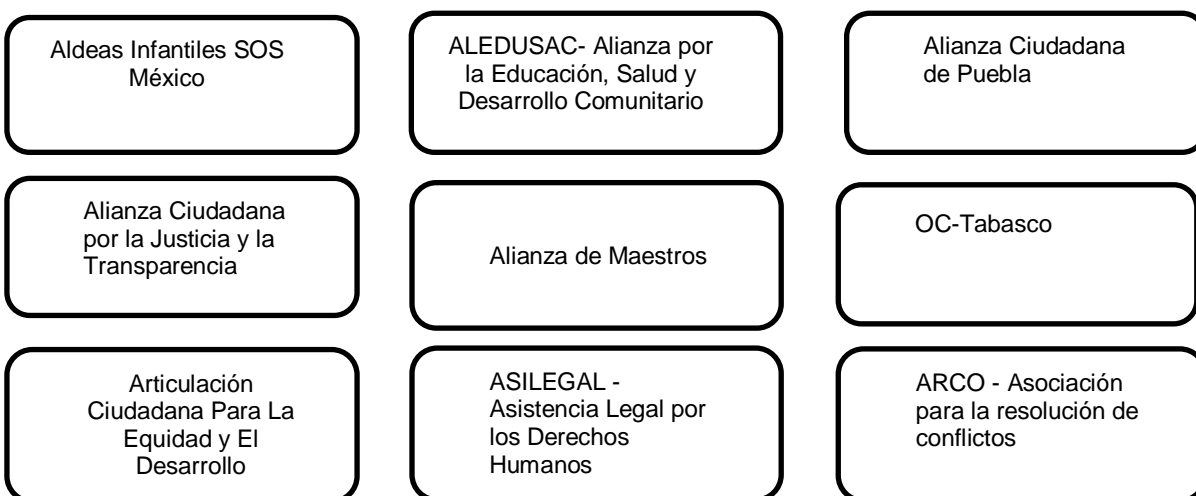 Aldeas Infantiles SOS
México
ALEDUSAC- Alianza por
la Educación, Salud y
Desarrollo Comunitario
Alianza Ciudadana
de Puebla
Alianza Ciudadana
por la Justicia y la
Transparencia
Alianza de Maestros
OC-Tabasco
Articulación
Ciudadana Para La
Equidad y El
Desarrollo
ASILEGAL -
Asistencia Legal por
los Derechos
Humanos
ARCO - Asociación
para la resolución de
conflictos